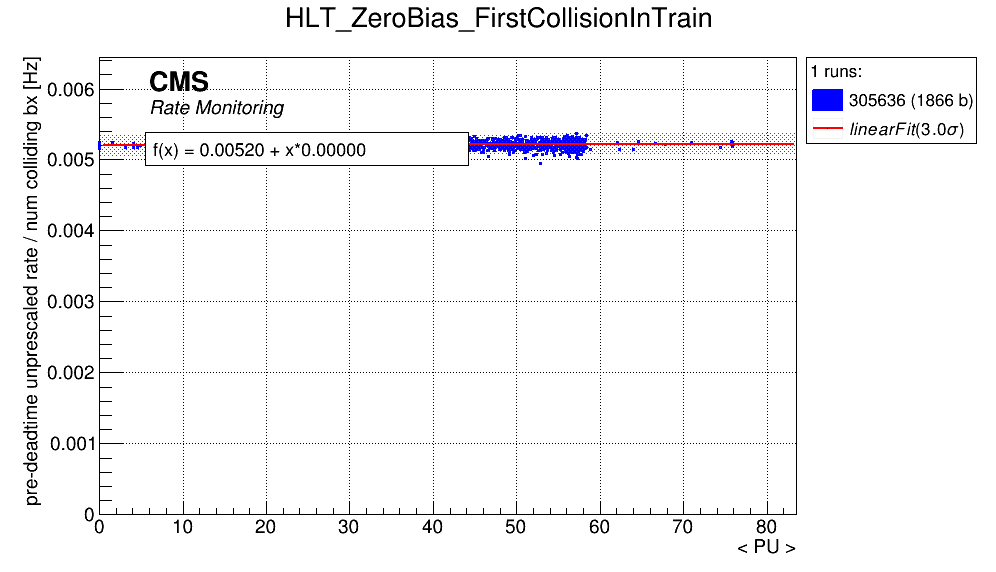 HLT_ZeroBias_FirstCollisionInTrain
pre-deadtime unprescaled rate / num colliding bx [Hz]
0.006
0.005
0.004
0.003
0.002
0.001
0
CMS
Rate Monitoring
f(x) = 0.00520 + x*0.00000
1 runs:
305636 (1866 b)
linearFit(3.0σ)
0 10 20 30 40 50 60 70 80
< PU >